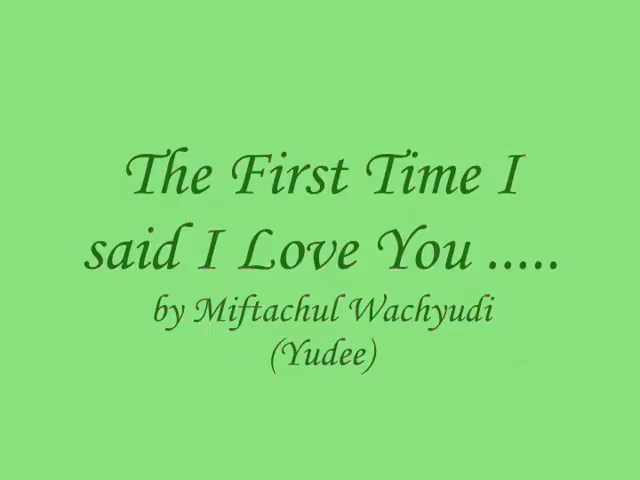 The First Time I
said I Love You .....
by Miftachul Wachyudi
(Yudee)